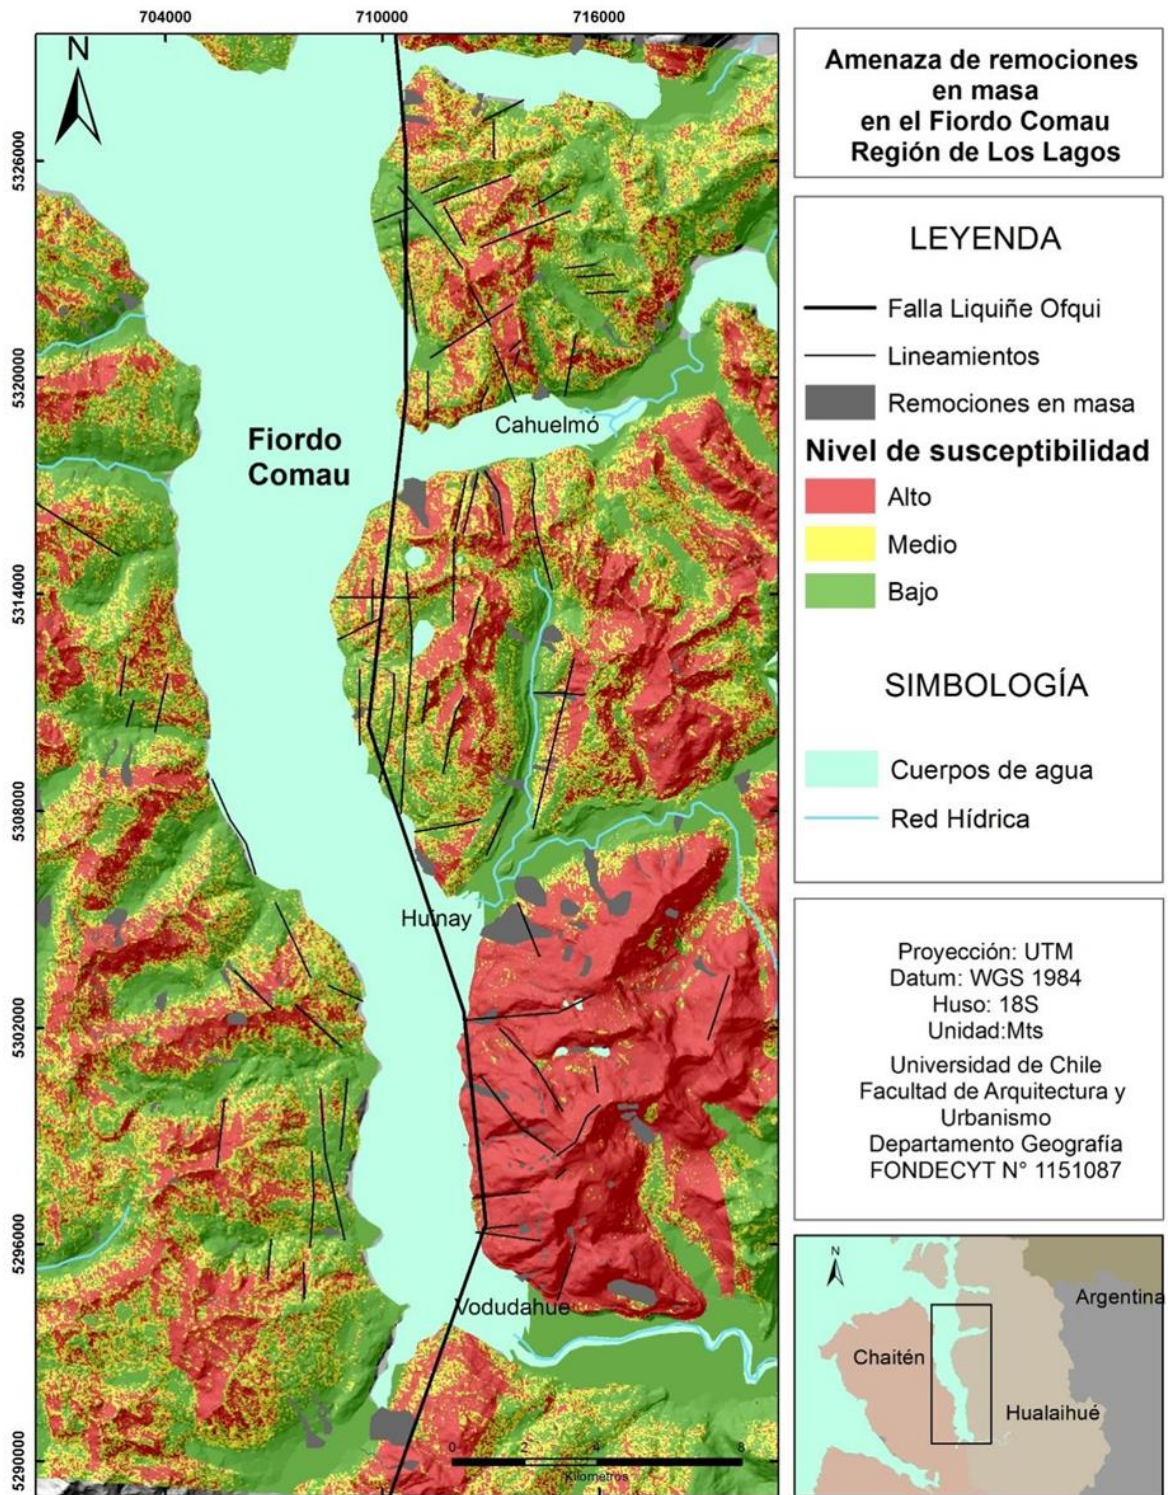 704000
710000
716000
N
5326000
5320000
5314000
5308000
5302000
5296000
5290000
Fiordo
Comau
Cahuelmó
Huinay
Vodudahue
0
2
4
8
Kilómetros
Amenaza de remociones
en masa
en el Fiordo Comau
Región de Los Lagos
LEYENDA
Falla Liquiñe Ofqui
Lineamientos
Remociones en masa
Nivel de susceptibilidad
Alto
Medio
Bajo
SIMBOLOGÍA
Cuerpos de agua
Red Hídrica
Proyección: UTM
Datum: WGS 1984
Huso: 18S
Unidad:Mts
Universidad de Chile
Facultad de Arquitectura y
Urbanismo
Departamento Geografía
FONDECYT N° 1151087
N
Argentina
Chaitén
Hualaihué